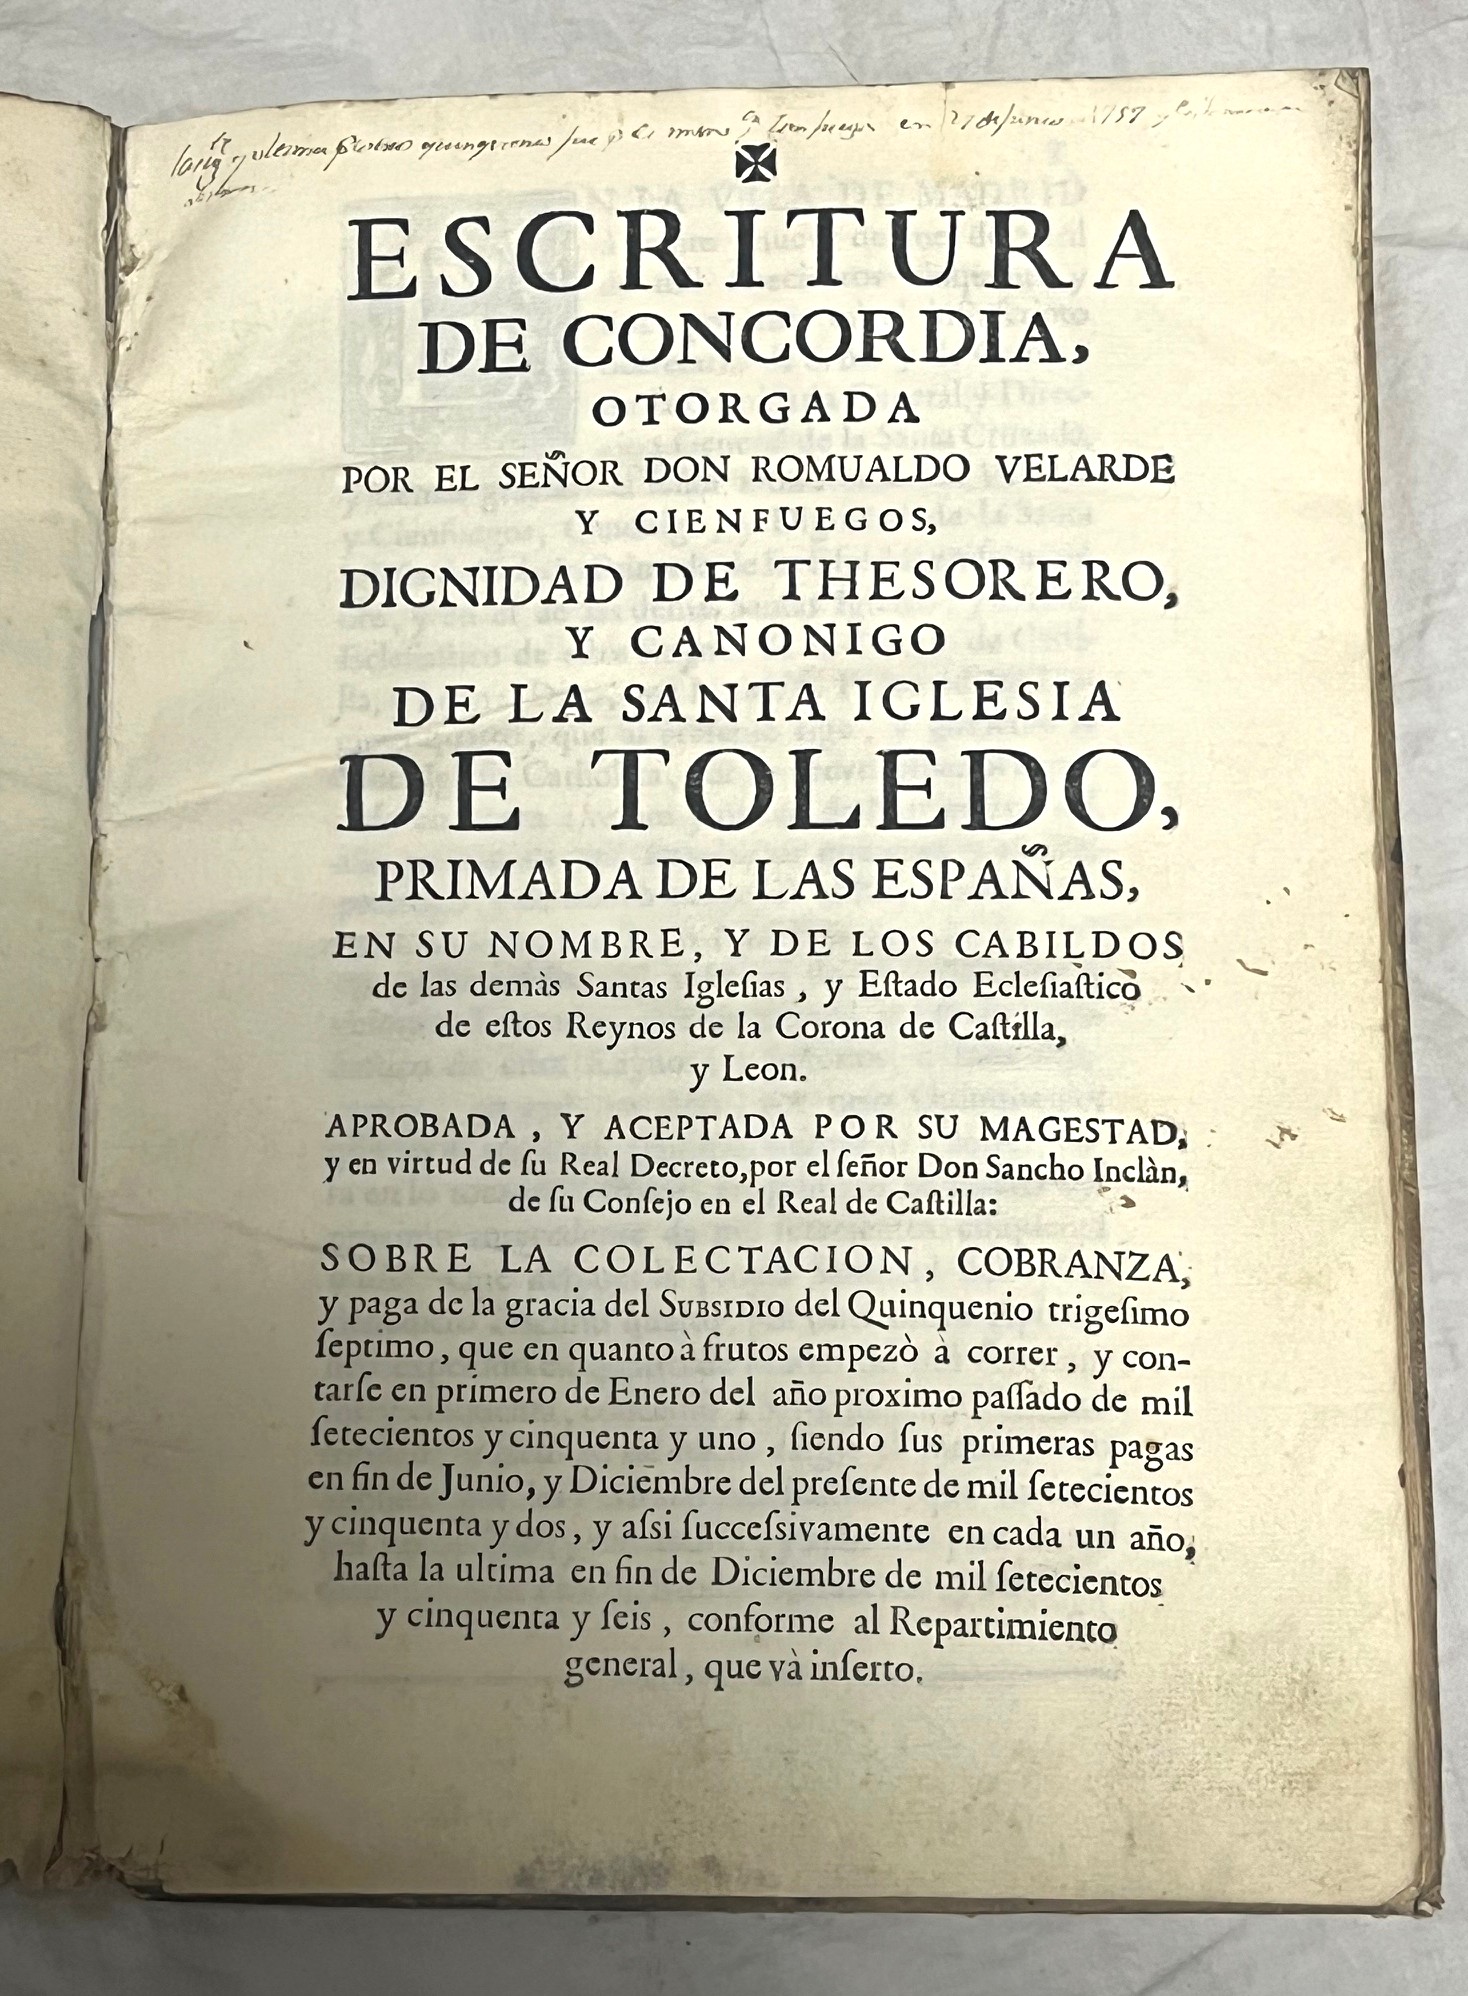 en 27 de Junio 1757
ESCRITURA
DE CONCORDIA,
OTORGADA
POR EL SEÑOR DON ROMUALDO VELARDE
Y CIENFUEGOS,
DIGNIDAD DE THESORERO,
Y CANONIGO
DE LA SANTA IGLESIA
DE TOLEDO,
PRIMADA DE LAS ESPAÑAS,
EN SU NOMBRE, Y DE LOS CABILDOS
de las demàs Santas Igleſias, y Eſtado Ecleſiaſtico
de eſtos Reynos de la Corona de Caſtilla,
y Leon.
APROBADA, Y ACEPTADA POR SU MAGESTAD,
y en virtud de ſu Real Decreto, por el ſeñor Don Sancho Inclàn,
de ſu Conſejo en el Real de Caſtilla:
SOBRE LA COLECTACION, COBRANZA,
y paga de la gracia del SUBSIDIO del Quinquenio trigeſimo
ſeptimo, que en quanto à frutos empezò à correr, y con-
tarſe en primero de Enero del año proximo paſſado de mil
ſetecientos y cinquenta y uno, ſiendo ſus primeras pagas
en fin de Junio, y Diciembre del preſente de mil ſetecientos
y cinquenta y dos, y aſsi ſucceſsivamente en cada un año,
haſta la ultima en fin de Diciembre de mil ſetecientos
y cinquenta y ſeis, conforme al Repartimiento
general, que và inſerto.